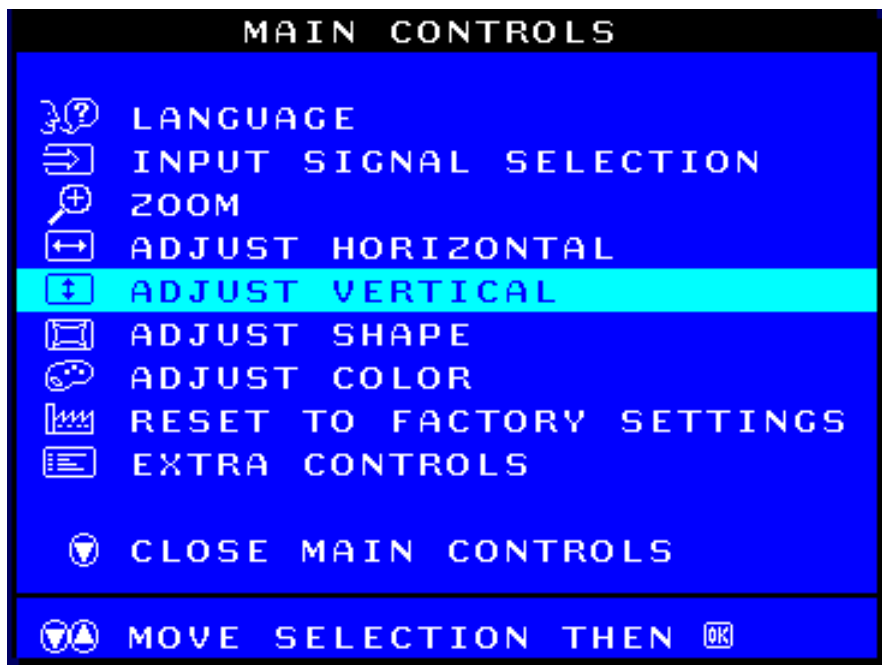 MAIN CONTROLS
LANGUAGE
INPUT SIGNAL SELECTION
ZOOM
ADJUST HORIZONTAL
ADJUST VERTICAL
ADJUST SHAPE
ADJUST COLOR
RESET TO FACTORY SETTINGS
EXTRA CONTROLS
CLOSE MAIN CONTROLS
MOVE SELECTION THEN OK